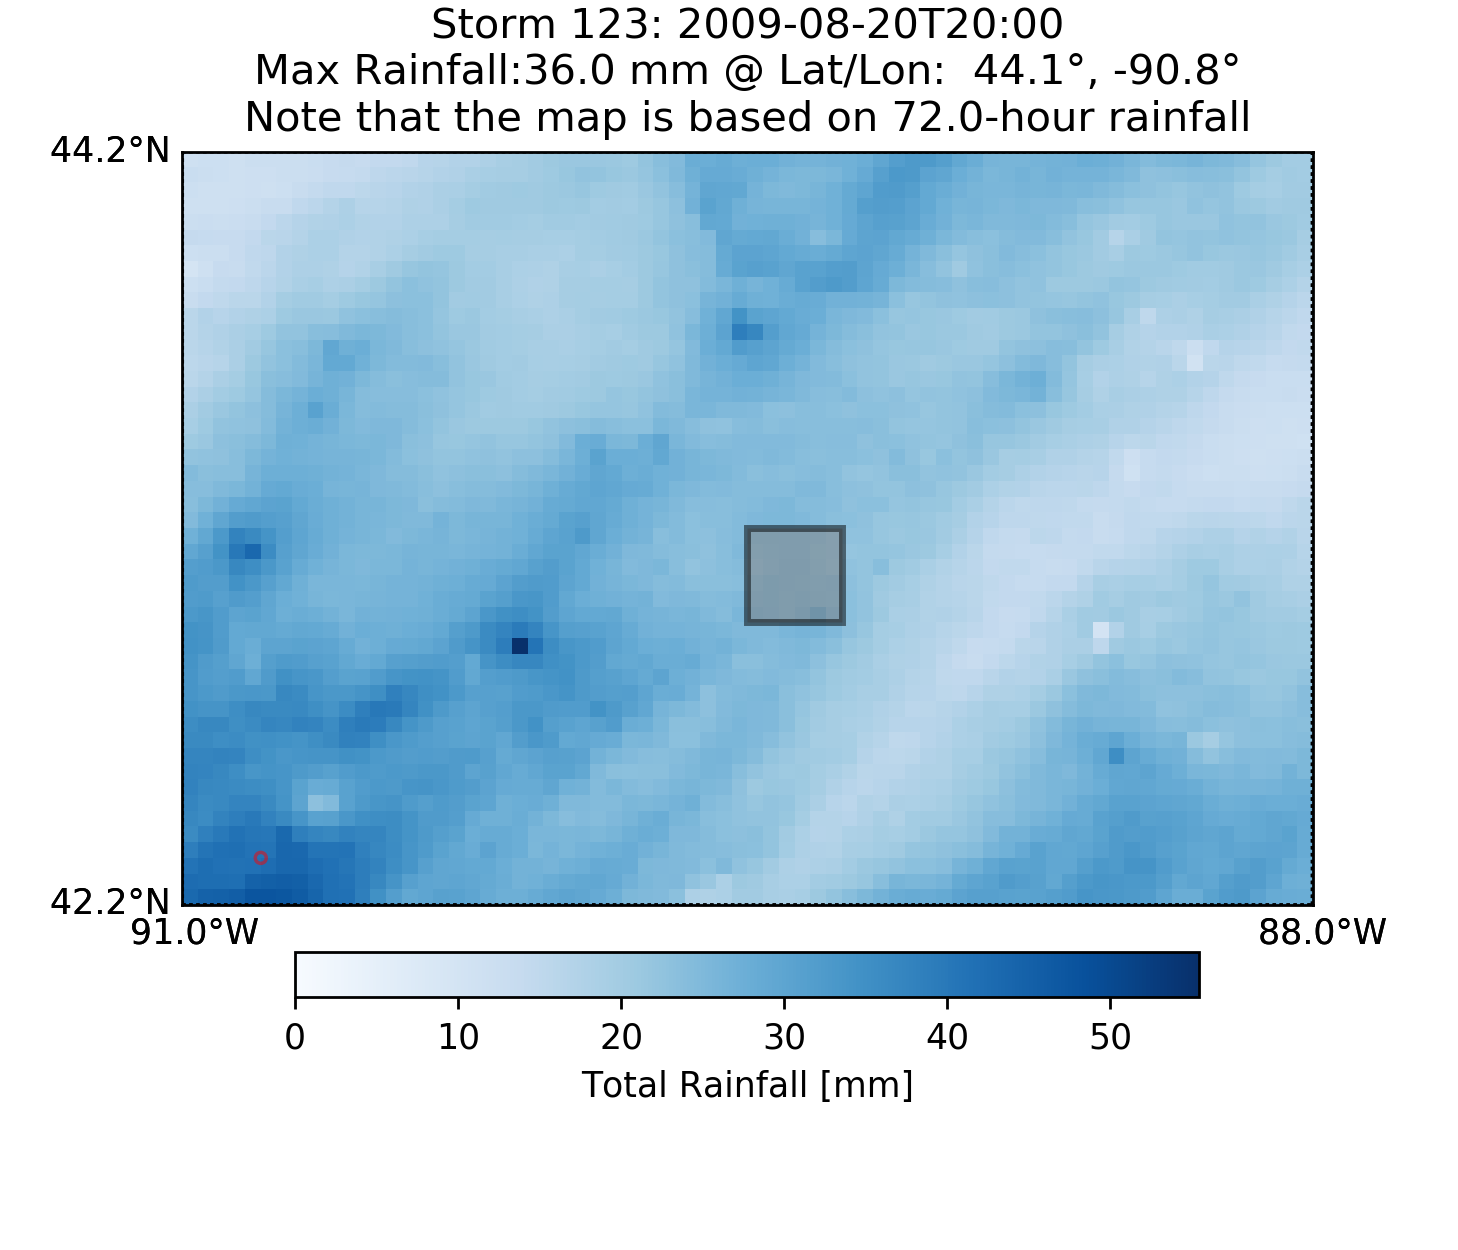 Storm 123: 2009-08-20T20:00
Max Rainfall:36.0 mm @ Lat/Lon:  44.1°, -90.8°
Note that the map is based on 72.0-hour rainfall
44.2°N
42.2°N
91.0°W 88.0°W
0 10 20 30 40 50
Total Rainfall [mm]